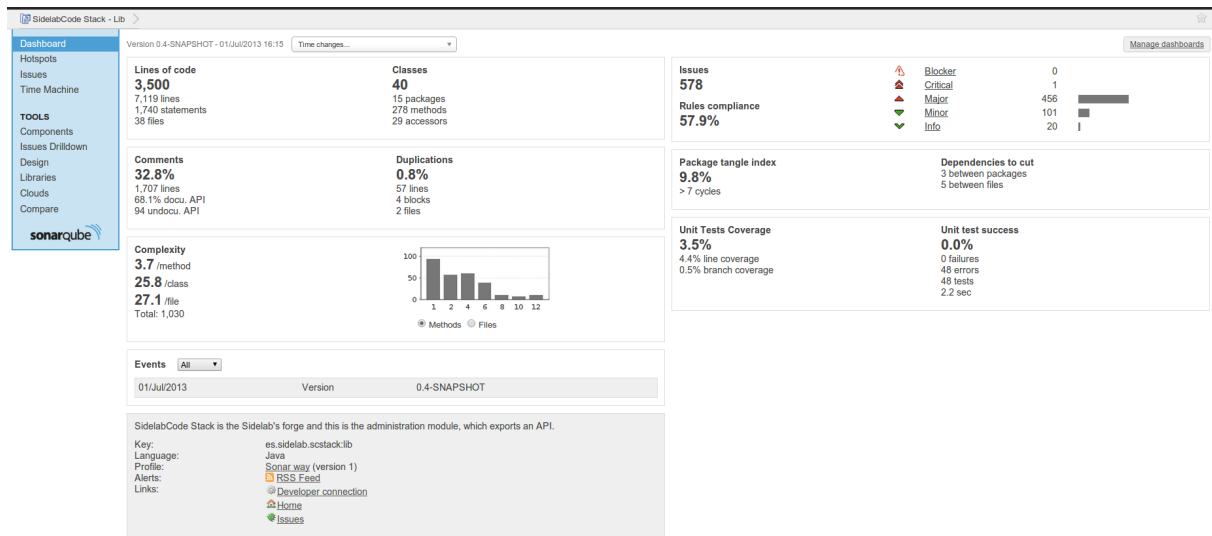 SidelabCode Stack - Lib
Dashboard
Hotspots
Issues
Time Machine
TOOLS
Components
Issues Drilldown
Design
Libraries
Clouds
Compare
sonarqube
Version 0.4-SNAPSHOT - 01/Jul/2013 16:15 Time changes...
Manage dashboards
Lines of code
3,500
7,119 lines
1,740 statements
38 files
Classes
40
15 packages
278 methods
29 accessors
Comments
32.8%
1,707 lines
68.1% docu. API
94 undocu. API
Duplications
0.8%
57 lines
4 blocks
2 files
Complexity
3.7 /method
25.8 /class
27.1 /file
Total: 1,030
100
50
0
1 2 4 6 8 10 12
Methods Files
Events All
01/Jul/2013 Version 0.4-SNAPSHOT
SidelabCode Stack is the Sidelab's forge and this is the administration module, which exports an API.
Key: es.sidelab.scstack:lib
Language: Java
Profile: Sonar way (version 1)
Alerts: RSS Feed
Links: Developer connection
Home
Issues
Issues
578
Rules compliance
57.9%
Blocker 0
Critical 1
Major 456
Minor 101
Info 20
Package tangle index
9.8%
> 7 cycles
Dependencies to cut
3 between packages
5 between files
Unit Tests Coverage
3.5%
4.4% line coverage
0.5% branch coverage
Unit test success
0.0%
0 failures
48 errors
48 tests
2.2 sec